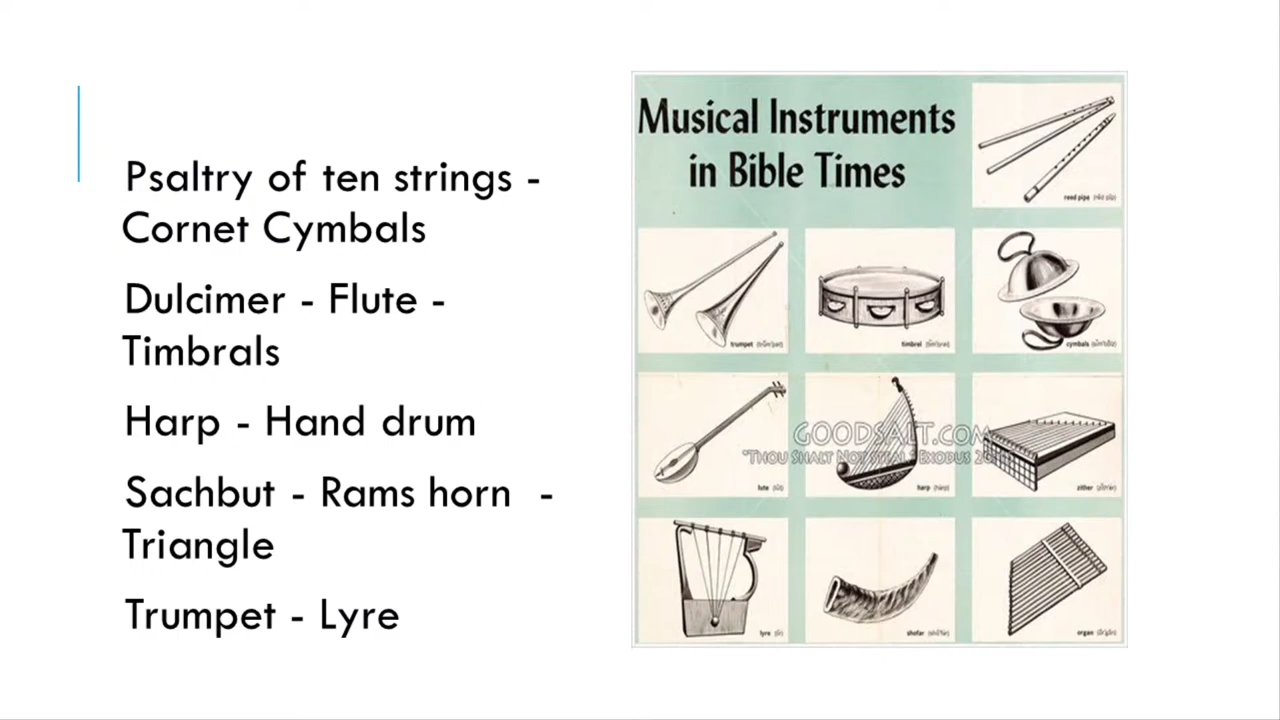 Psaltry of ten strings -
Cornet Cymbals
Dulcimer - Flute -
Timbrals
Harp - Hand drum
Sachbut - Rams horn  -
Triangle
Trumpet - Lyre
Musical Instruments
in Bible Times
reed pipe
trumpet
timbrel
cymbals
lute
harp
zither
GOODSALT.COM
"THOU SHALT NOT STEAL" EXODUS
lyre
shofar
organ